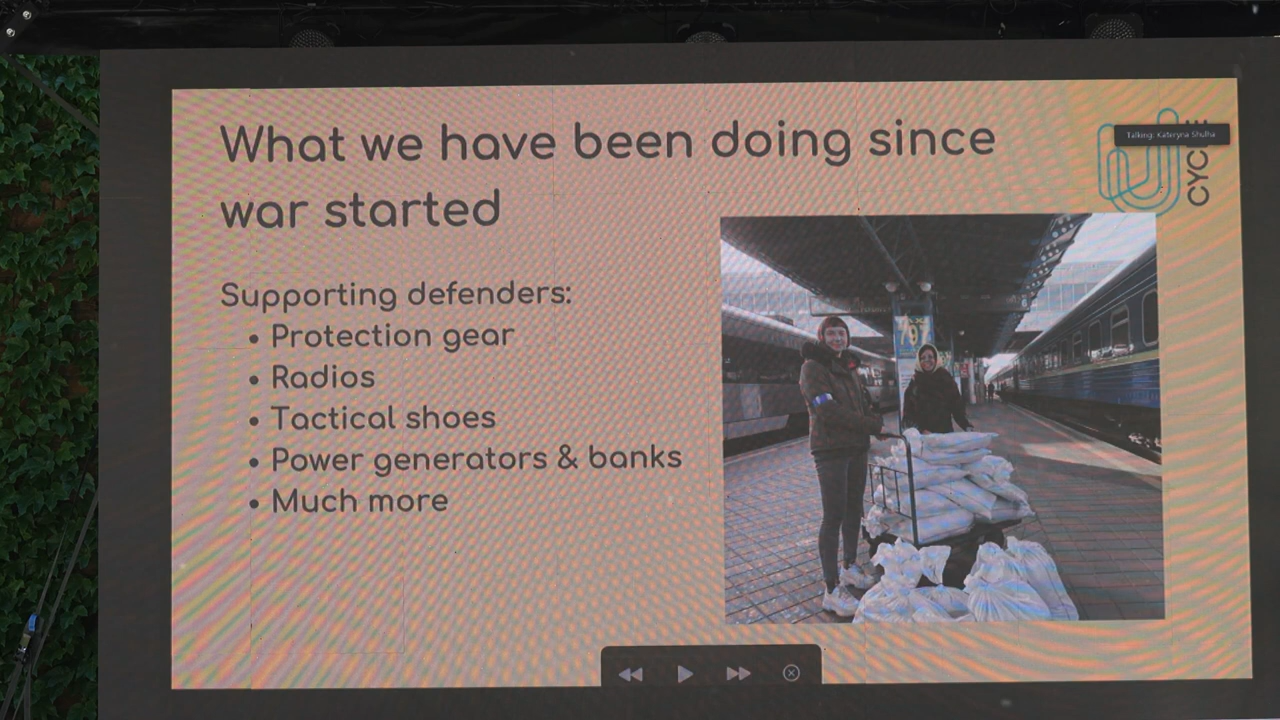 What we have been doing since
war started
Talking: Kateryna Shulha
Supporting defenders:
• Protection gear
• Radios
• Tactical shoes
• Power generators & banks
• Much more